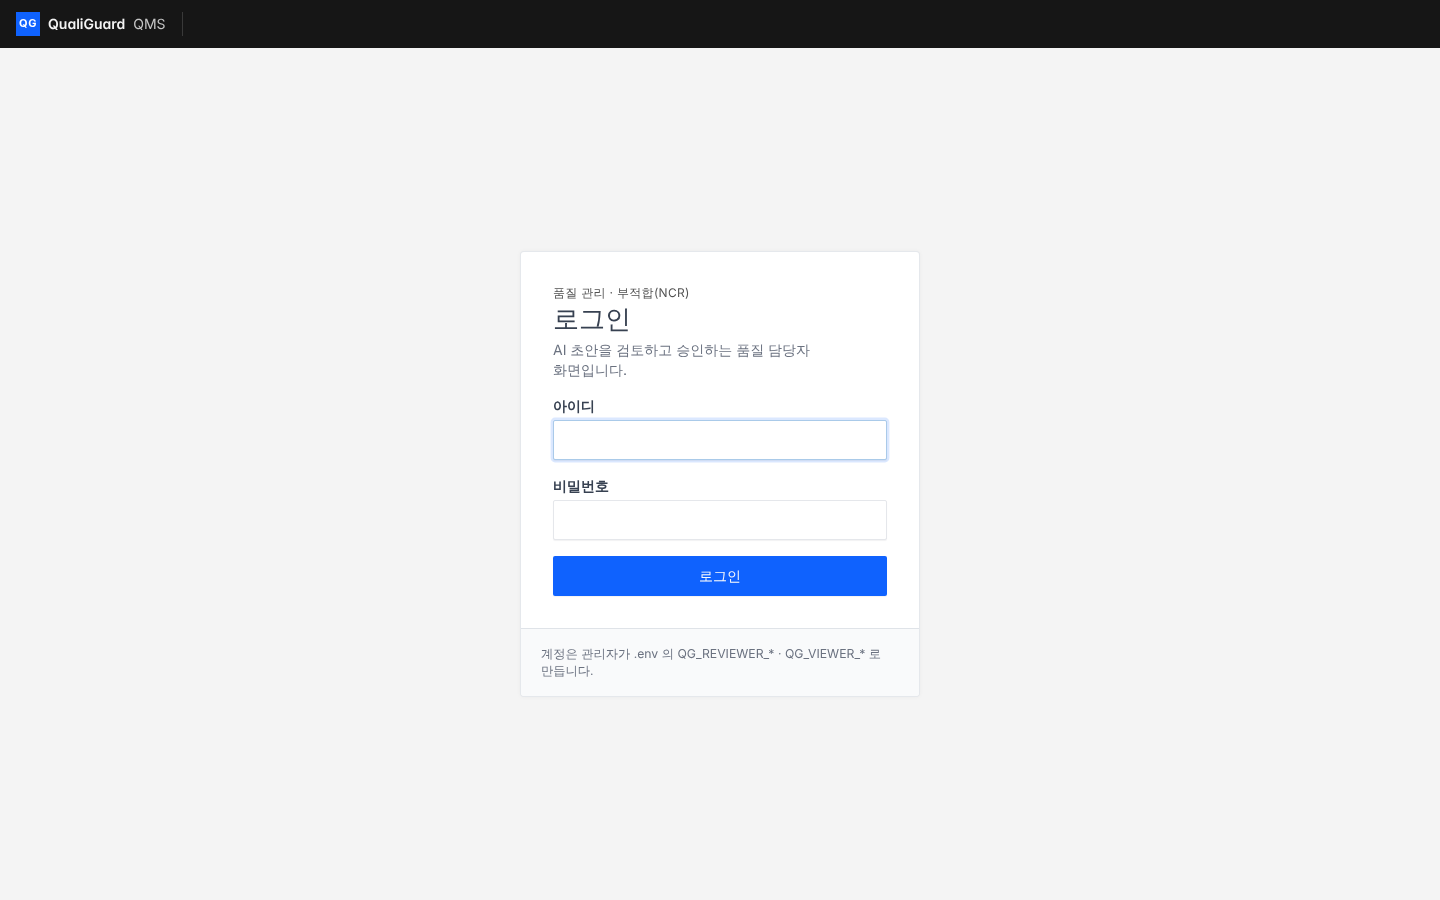 QG QualiGuard QMS
품질 관리 · 부적합(NCR)
로그인
AI 초안을 검토하고 승인하는 품질 담당자
화면입니다.
아이디
비밀번호
로그인
계정은 관리자가 .env 의 QG_REVIEWER_* · QG_VIEWER_* 로
만듭니다.